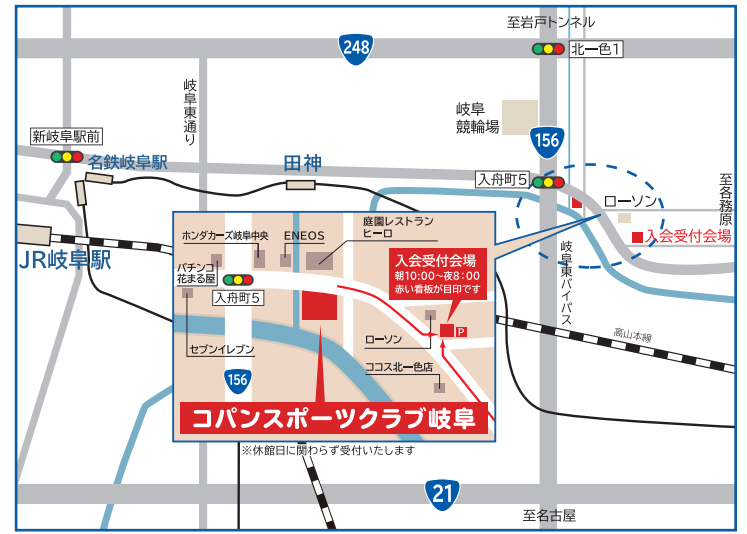 至岩戸トンネル
248
北一色1
岐阜東通り
岐阜
競輪場
新岐阜駅前
名鉄岐阜駅
田神
156
入舟町5
至各務原
ローソン
入会受付会場
JR岐阜駅
岐阜東バイパス
高山本線
ホンダカーズ岐阜中央
ENEOS
庭園レストラン
ヒーロ
パチンコ
花まる屋
入舟町5
入会受付会場
朝10:00〜夜8:00
赤い看板が目印です
P
ローソン
セブンイレブン
ココス北一色店
156
コパンスポーツクラブ岐阜
※休館日に関わらず受付いたします
21
至名古屋